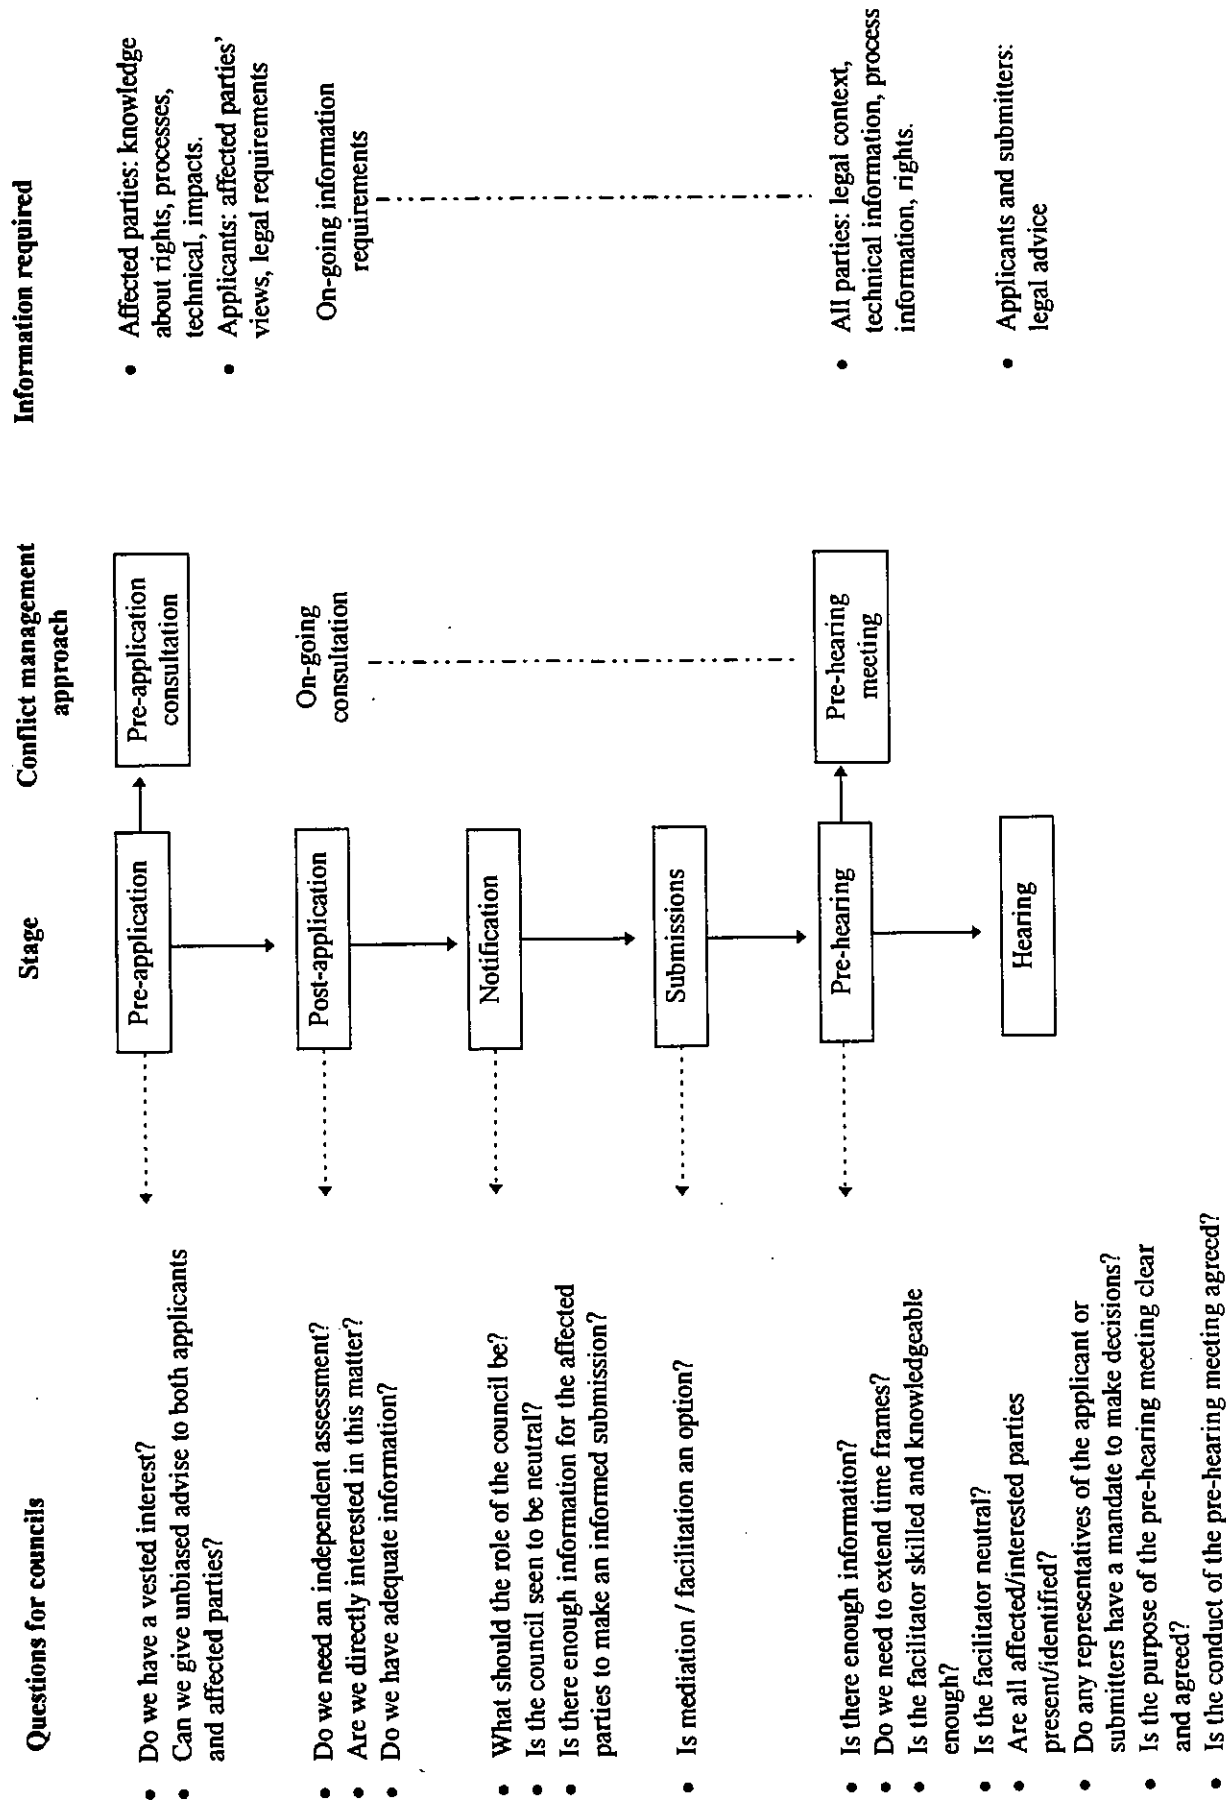 Questions for councils
Stage
Conflict management
approach
Information required
• Do we have a vested interest?
• Can we give unbiased advise to both applicants
and affected parties?
Pre-application
Pre-application
consultation
• Affected parties: knowledge
about rights, processes,
technical, impacts.
• Applicants: affected parties’
views, legal requirements
• Do we need an independent assessment?
• Are we directly interested in this matter?
• Do we have adequate information?
Post-application
On-going
consultation
On-going information
requirements
• What should the role of the council be?
• Is the council seen to be neutral?
• Is there enough information for the affected
parties to make an informed submission?
Notification
• Is mediation / facilitation an option?
Submissions
• Is there enough information?
• Do we need to extend time frames?
• Is the facilitator skilled and knowledgeable
enough?
• Is the facilitator neutral?
• Are all affected/interested parties
present/identified?
• Do any representatives of the applicant or
submitters have a mandate to make decisions?
• Is the purpose of the pre-hearing meeting clear
and agreed?
• Is the conduct of the pre-hearing meeting agreed?
Pre-hearing
Pre-hearing
meeting
• All parties: legal context,
technical information, process
information, rights.
Hearing
• Applicants and submitters:
legal advice